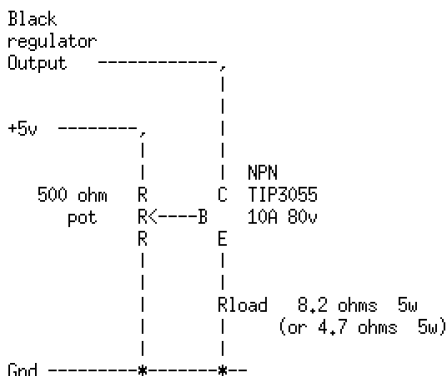 Black
regulator
Output ------------,
|
|
+5v -------, |
| |
| | NPN
500 ohm R C TIP3055
pot R<----B 10A 80v
R E
| |
| |
| Rload 8.2 ohms 5w
| (or 4.7 ohms 5w)
| |
Gnd --------*-------*--